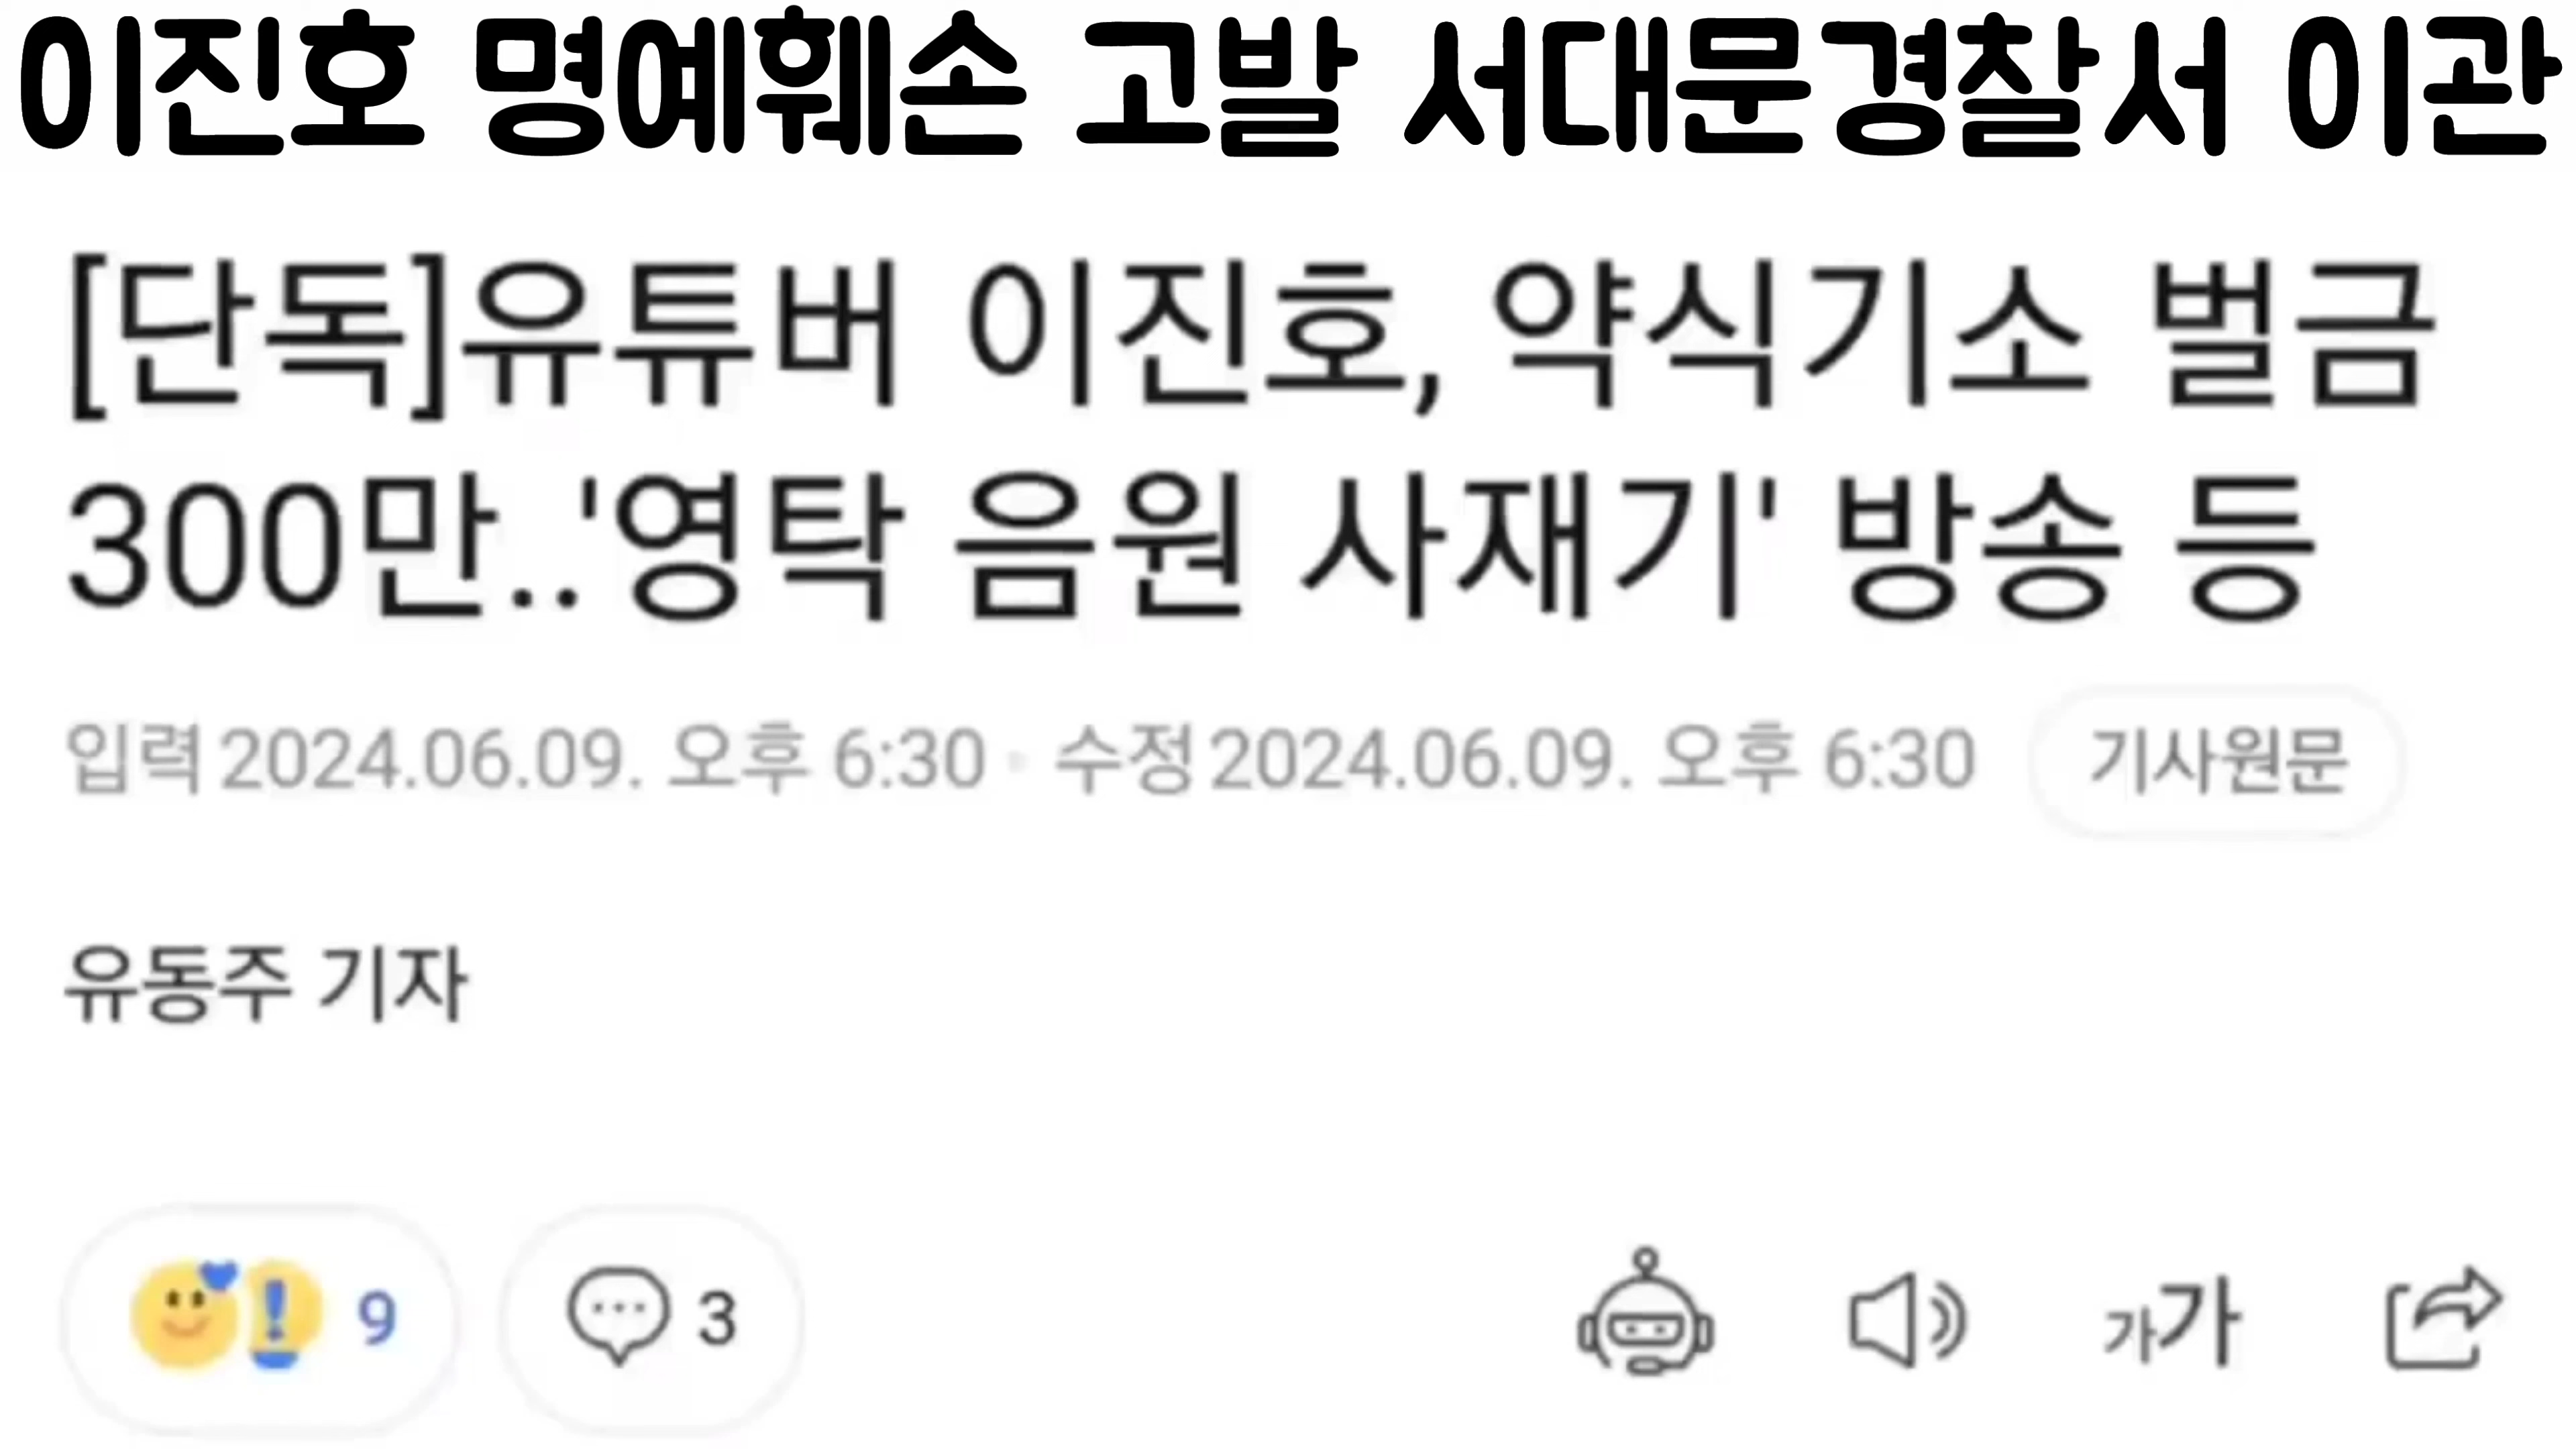 이진호 명예훼손 고발 서대문경찰서 이관
[단독]유튜버 이진호, 약식기소 벌금
300만..'영탁 음원 사재기' 방송 등
입력 2024.06.09. 오후 6:30 · 수정 2024.06.09. 오후 6:30 기사원문
유동주 기자
9 3 가가